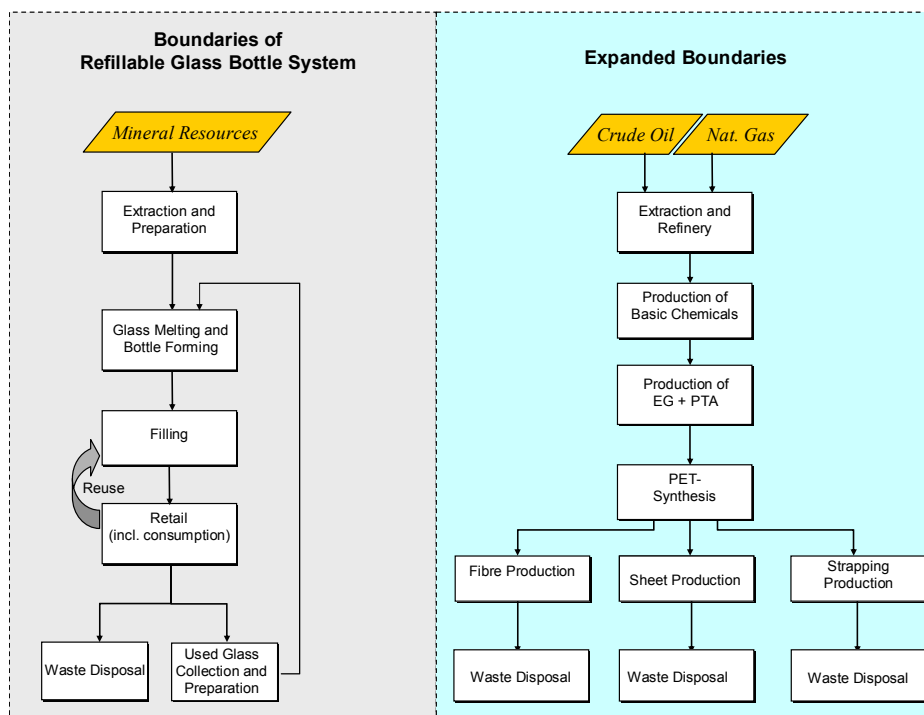 Boundaries of
Refillable Glass Bottle System
Mineral Resources
Extraction and
Preparation
Glass Melting and
Bottle Forming
Filling
Reuse
Retail
(incl. consumption)
Waste Disposal
Used Glass
Collection and
Preparation
Expanded Boundaries
Crude Oil
Nat. Gas
Extraction and
Refinery
Production of
Basic Chemicals
Production of
EG + PTA
PET-
Synthesis
Fibre Production
Sheet Production
Strapping
Production
Waste Disposal
Waste Disposal
Waste Disposal